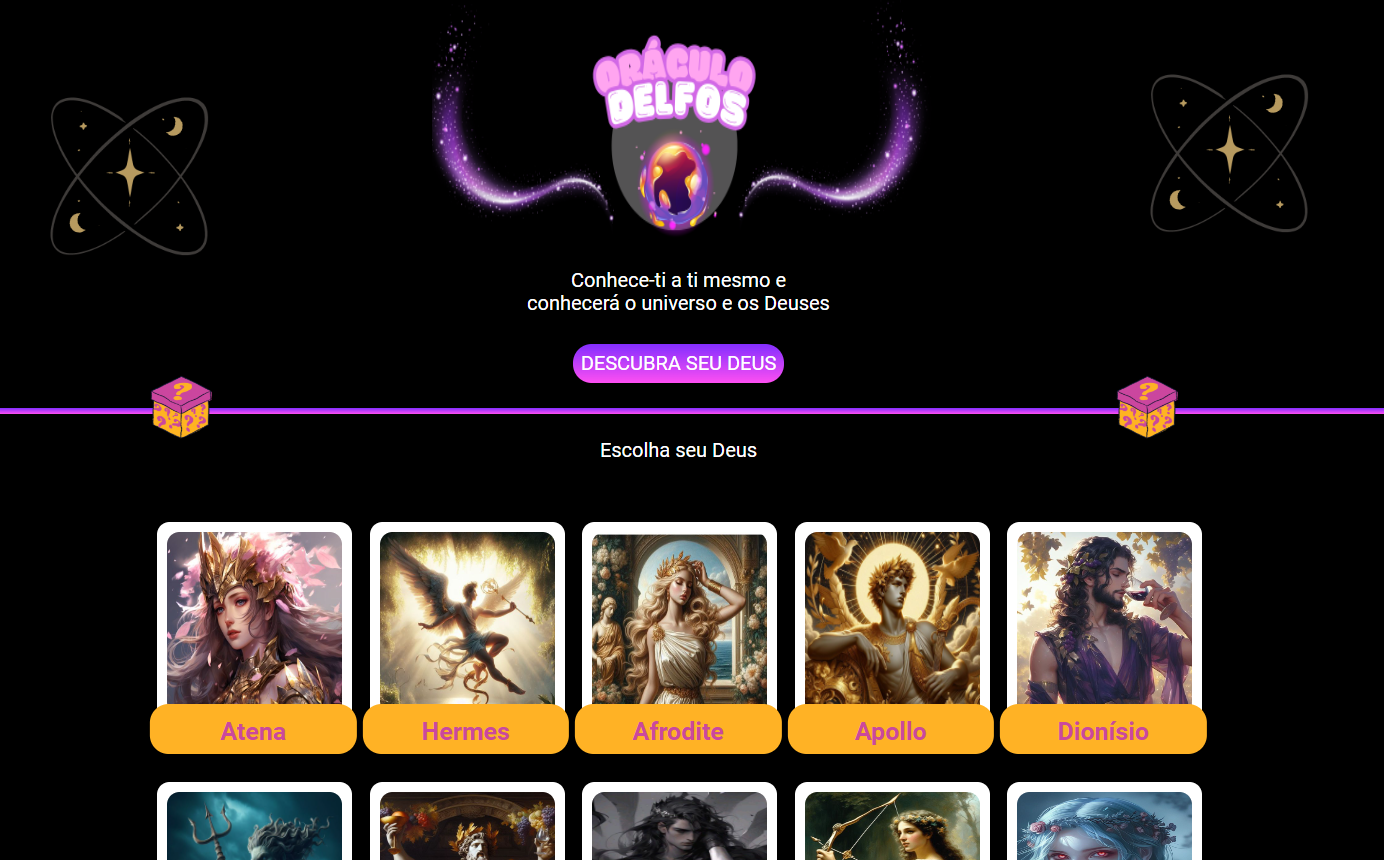 ORÁCULO
DELFOS
Conhece-ti a ti mesmo e
conhecerá o universo e os Deuses
DESCUBRA SEU DEUS
Escolha seu Deus
Atena
Hermes
Afrodite
Apollo
Dionísio